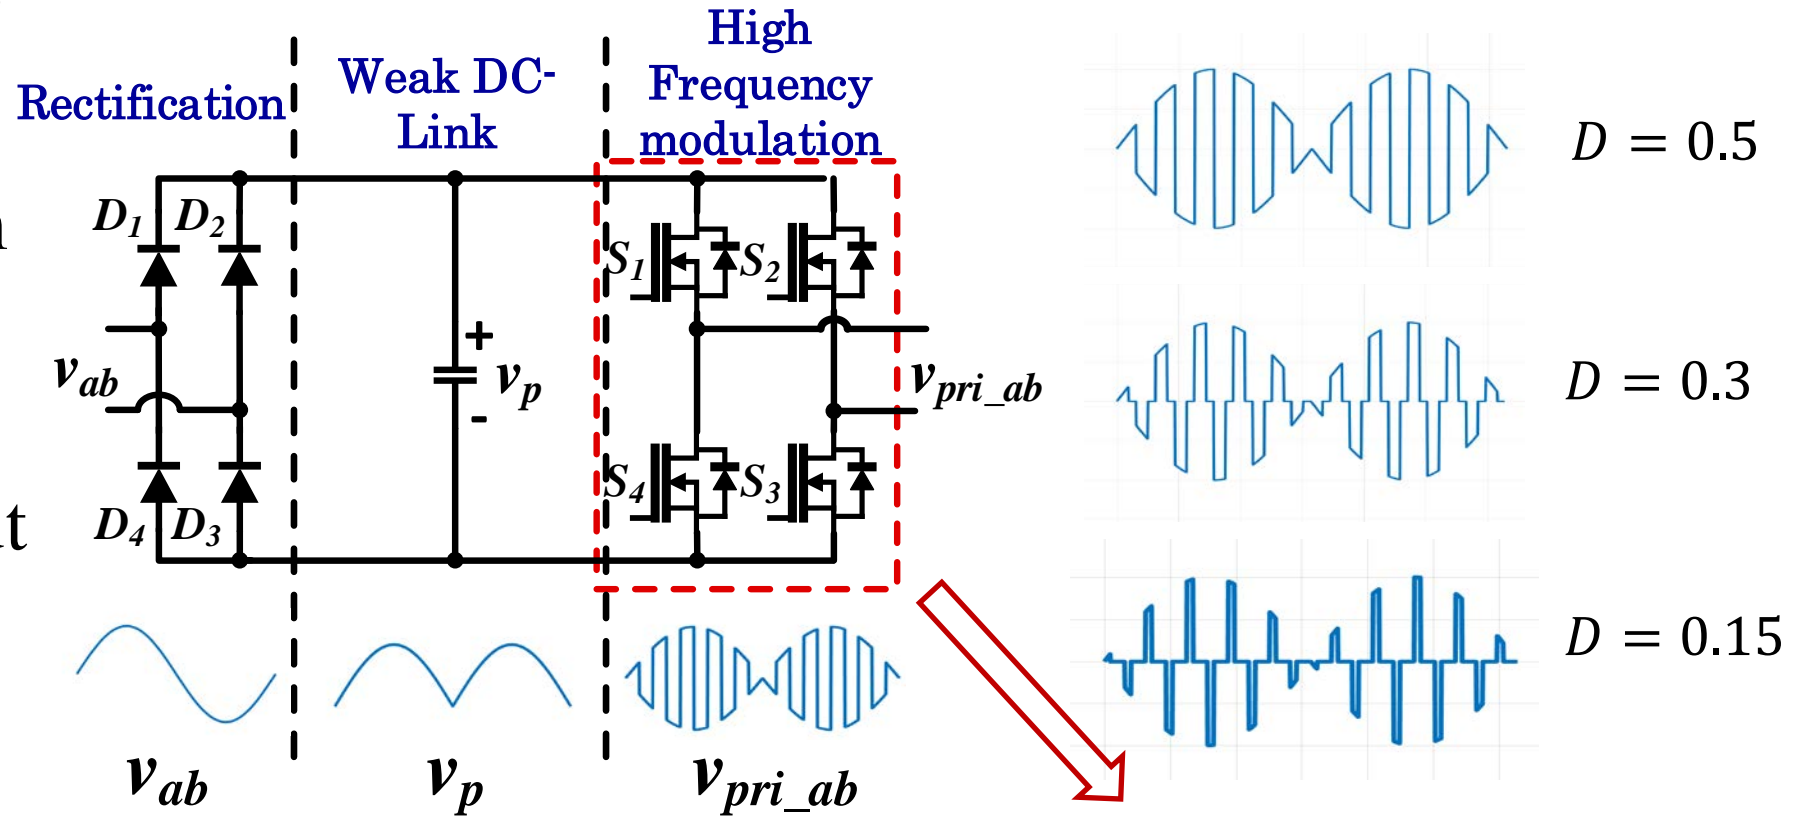 Rectification
Weak DC-
Link
High
Frequency
modulation
D1 D2
D4 D3
vab
+
vp
-
S1 S2
S4 S3
vpri_ab
vab
vp
vpri_ab
D = 0.5
D = 0.3
D = 0.15